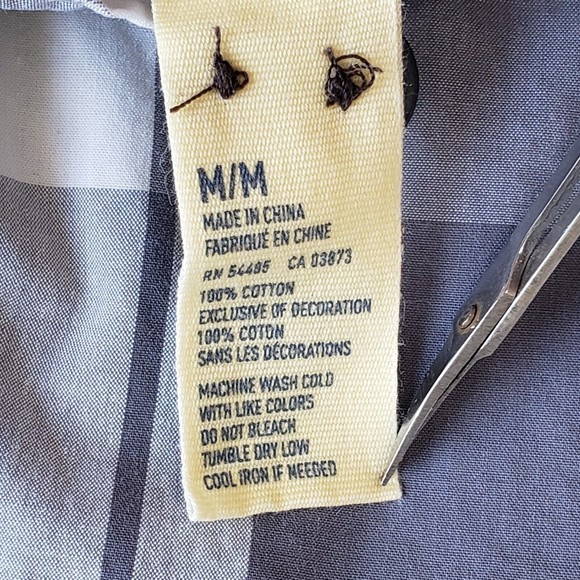 M/M
MADE IN CHINA
FABRIQUÉ EN CHINE
RN 54485 CA 03873
100% COTTON
EXCLUSIVE OF DECORATION
100% COTON
SANS LES DÉCORATIONS
MACHINE WASH COLD
WITH LIKE COLORS
DO NOT BLEACH
TUMBLE DRY LOW
COOL IRON IF NEEDED